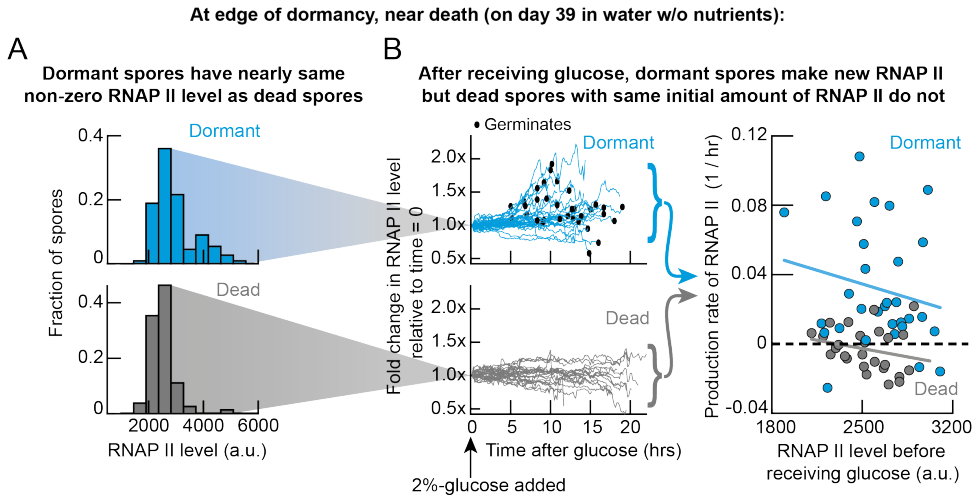 At edge of dormancy, near death (on day 39 in water w/o nutrients):
A
Dormant spores have nearly same
non-zero RNAP II level as dead spores
Fraction of spores
0.4
0.2
0
Dormant
0.4
0.2
0
Dead
2000
4000
6000
RNAP II level (a.u.)
B
After receiving glucose, dormant spores make new RNAP II
but dead spores with same initial amount of RNAP II do not
Fold change in RNAP II level
relative to time = 0
Germinates
Dormant
2.0x
1.5x
1.0x
0.5x
Dead
2.0x
1.5x
1.0x
0.5x
0
5
10
15
20
Time after glucose (hrs)
2%-glucose added
Production rate of RNAP II (1 / hr)
0.12
0.08
0.04
0
-0.04
Dormant
Dead
1800
2500
3200
RNAP II level before
receiving glucose (a.u.)